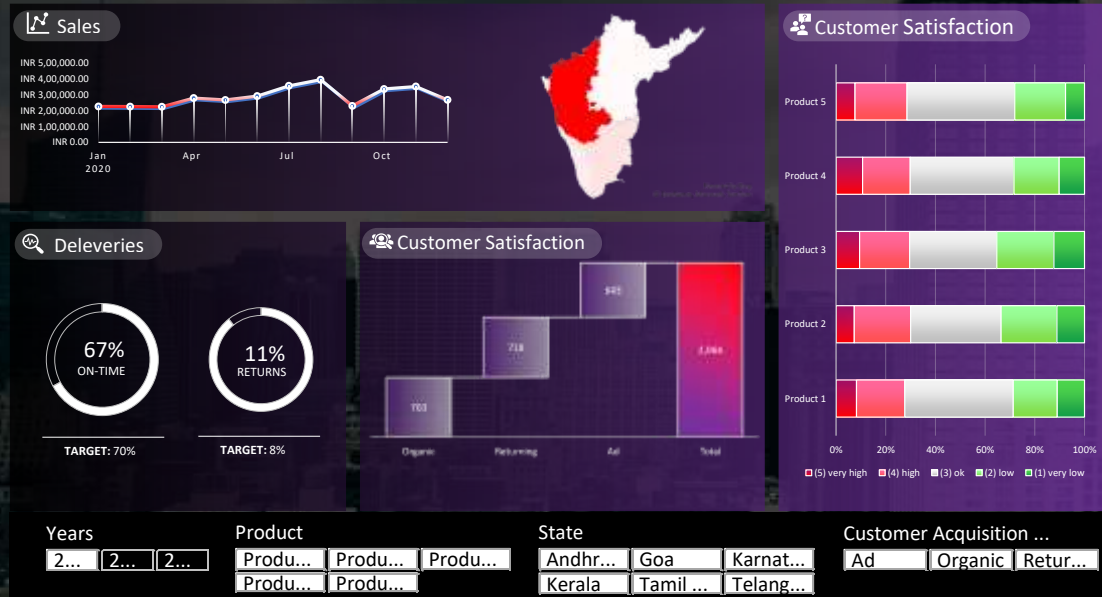 Sales
INR 5,00,000.00
INR 4,00,000.00
INR 3,00,000.00
INR 2,00,000.00
INR 1,00,000.00
INR 0.00
Jan
2020
Apr
Jul
Oct
Customer Satisfaction
Product 5
Product 4
Product 3
Product 2
Product 1
0% 20% 40% 60% 80% 100%
(5) very high (4) high (3) ok (2) low (1) very low
Deleveries
67%
ON-TIME
TARGET: 70%
11%
RETURNS
TARGET: 8%
Customer Satisfaction
703
Organic Returning Ad Total
Years
2... 2... 2...
Product
Produ... Produ... Produ...
Produ... Produ...
State
Andhr... Goa Karnat...
Kerala Tamil ... Telang...
Customer Acquisition ...
Ad Organic Retur...